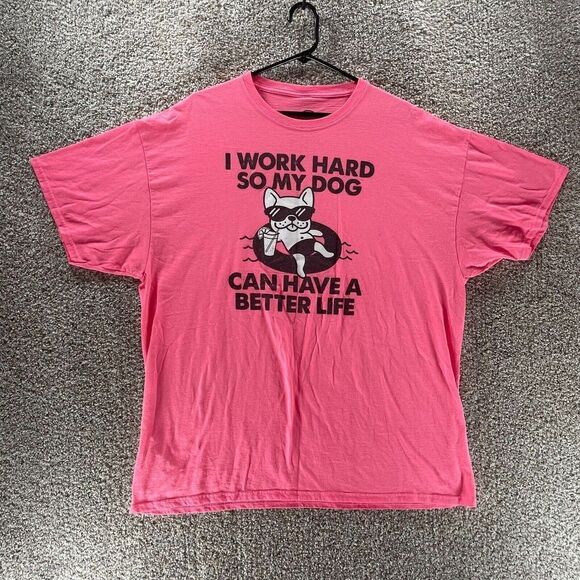 I WORK HARD
SO MY DOG
CAN HAVE A
BETTER LIFE